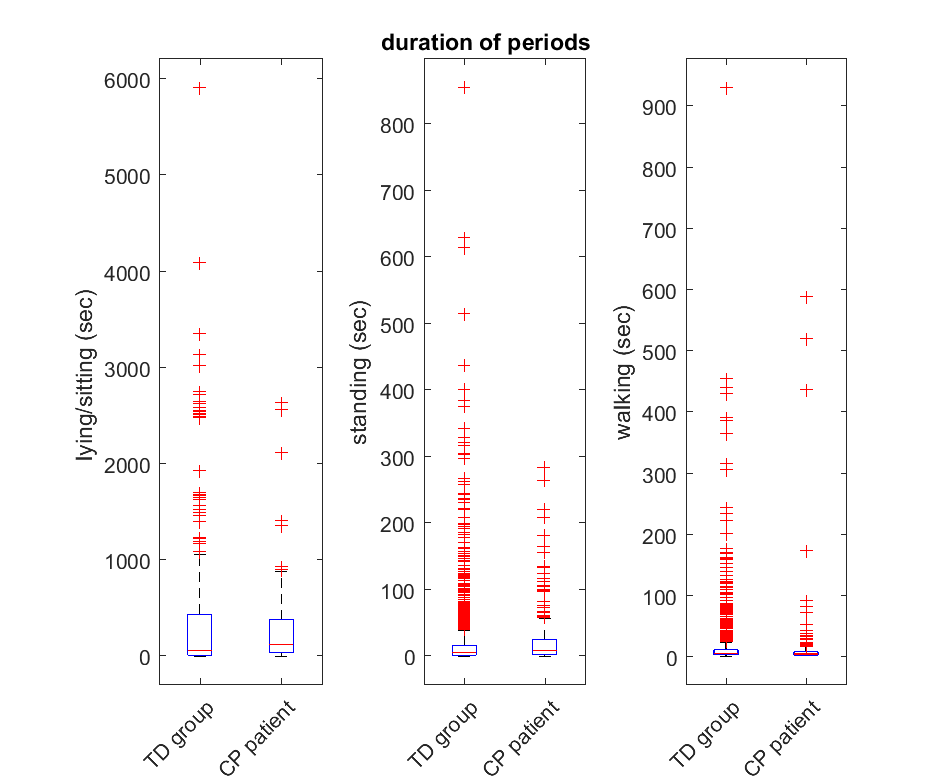 duration of periods
lying/sitting (sec)
6000
5000
4000
3000
2000
1000
0
TD group
CP patient
standing (sec)
800
700
600
500
400
300
200
100
0
TD group
CP patient
walking (sec)
900
800
700
600
500
400
300
200
100
0
TD group
CP patient